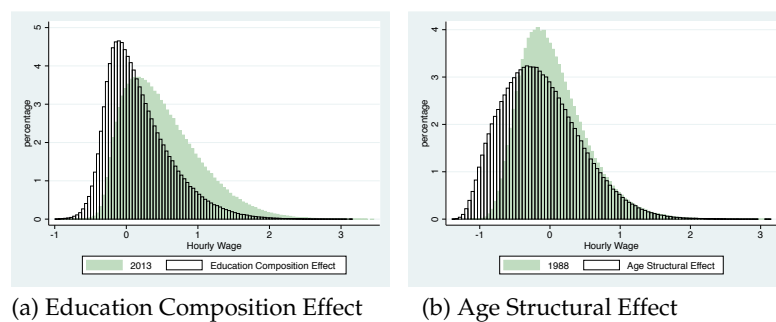 5
4
3
2
1
0
percentage
-1 0 1 2 3
Hourly Wage
2013 Education Composition Effect
(a) Education Composition Effect
4
3
2
1
0
percentage
-1 0 1 2 3
Hourly Wage
1988 Age Structural Effect
(b) Age Structural Effect